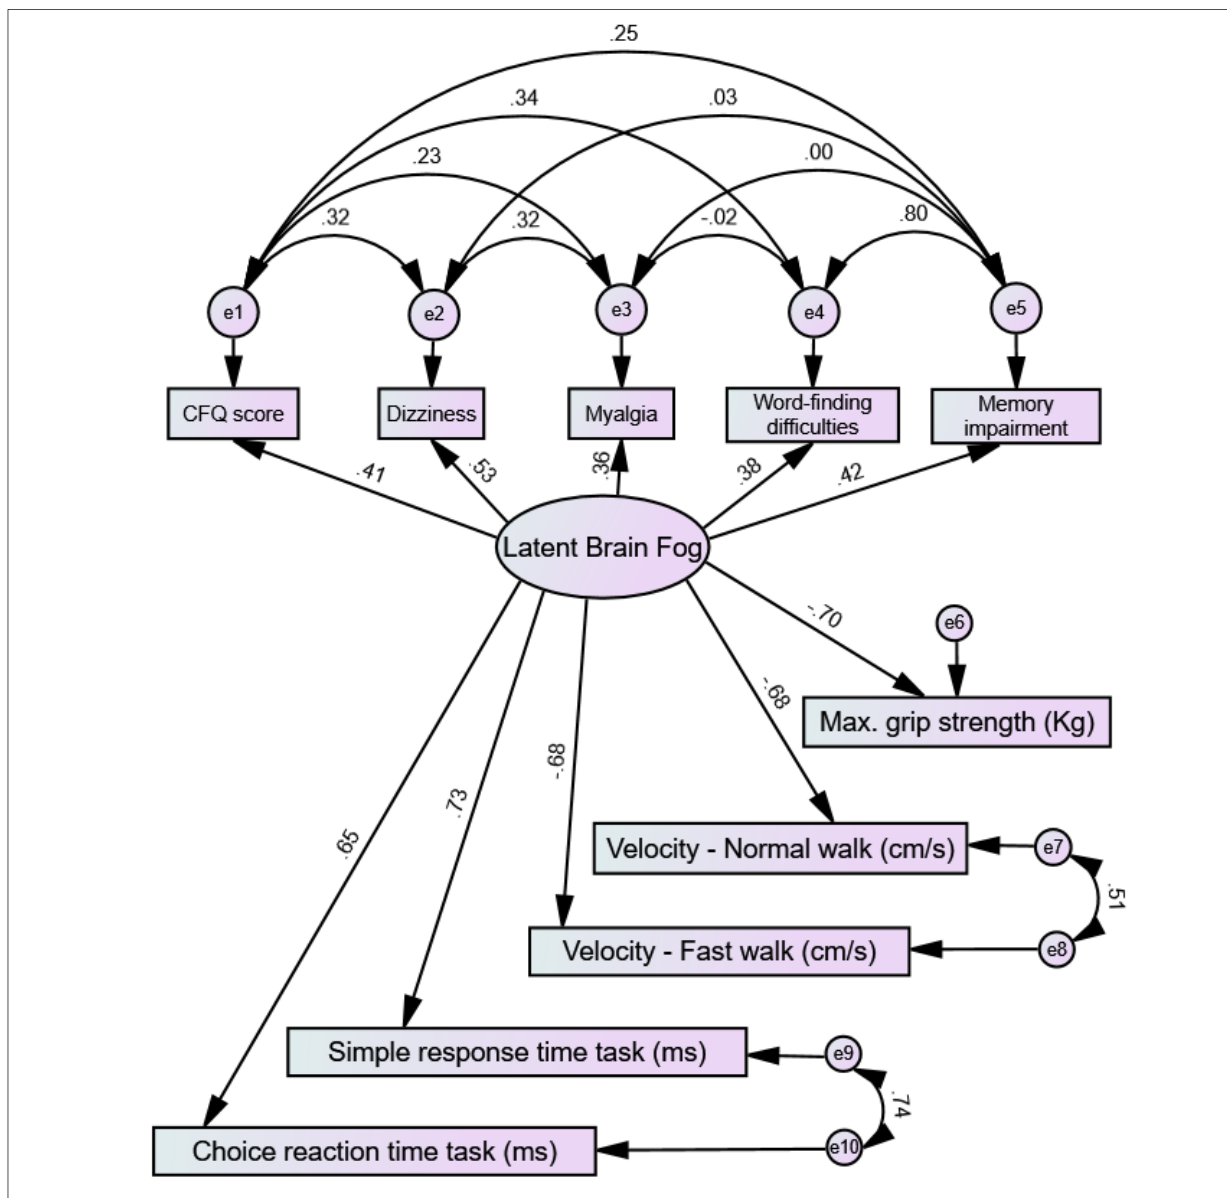 .25
.34
.03
.23
.00
.32
.32
-.02
.80
e1
e2
e3
e4
e5
CFQ score
Dizziness
Myalgia
Word-finding
difficulties
Memory
impairment
.41
.53
.36
.38
.42
Latent Brain Fog
-.70
e6
-.68
Max. grip strength (Kg)
-.68
.73
.65
Velocity - Normal walk (cm/s)
e7
.51
Velocity - Fast walk (cm/s)
e8
Simple response time task (ms)
e9
.74
Choice reaction time task (ms)
e10